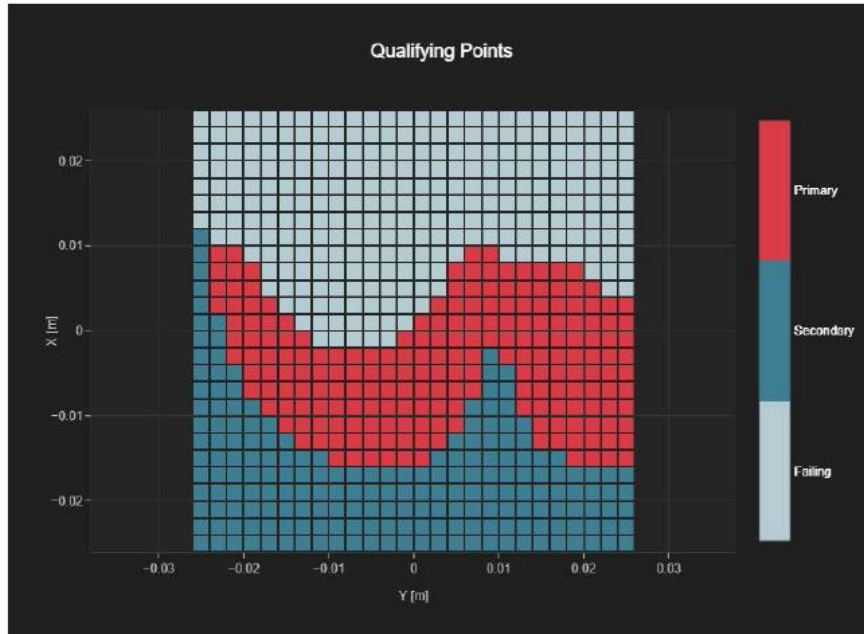 Qualifying Points
0.02
0.01
0
−0.01
−0.02
X [m]
−0.03
−0.02
−0.01
0
0.01
0.02
0.03
Y [m]
Primary
Secondary
Failing